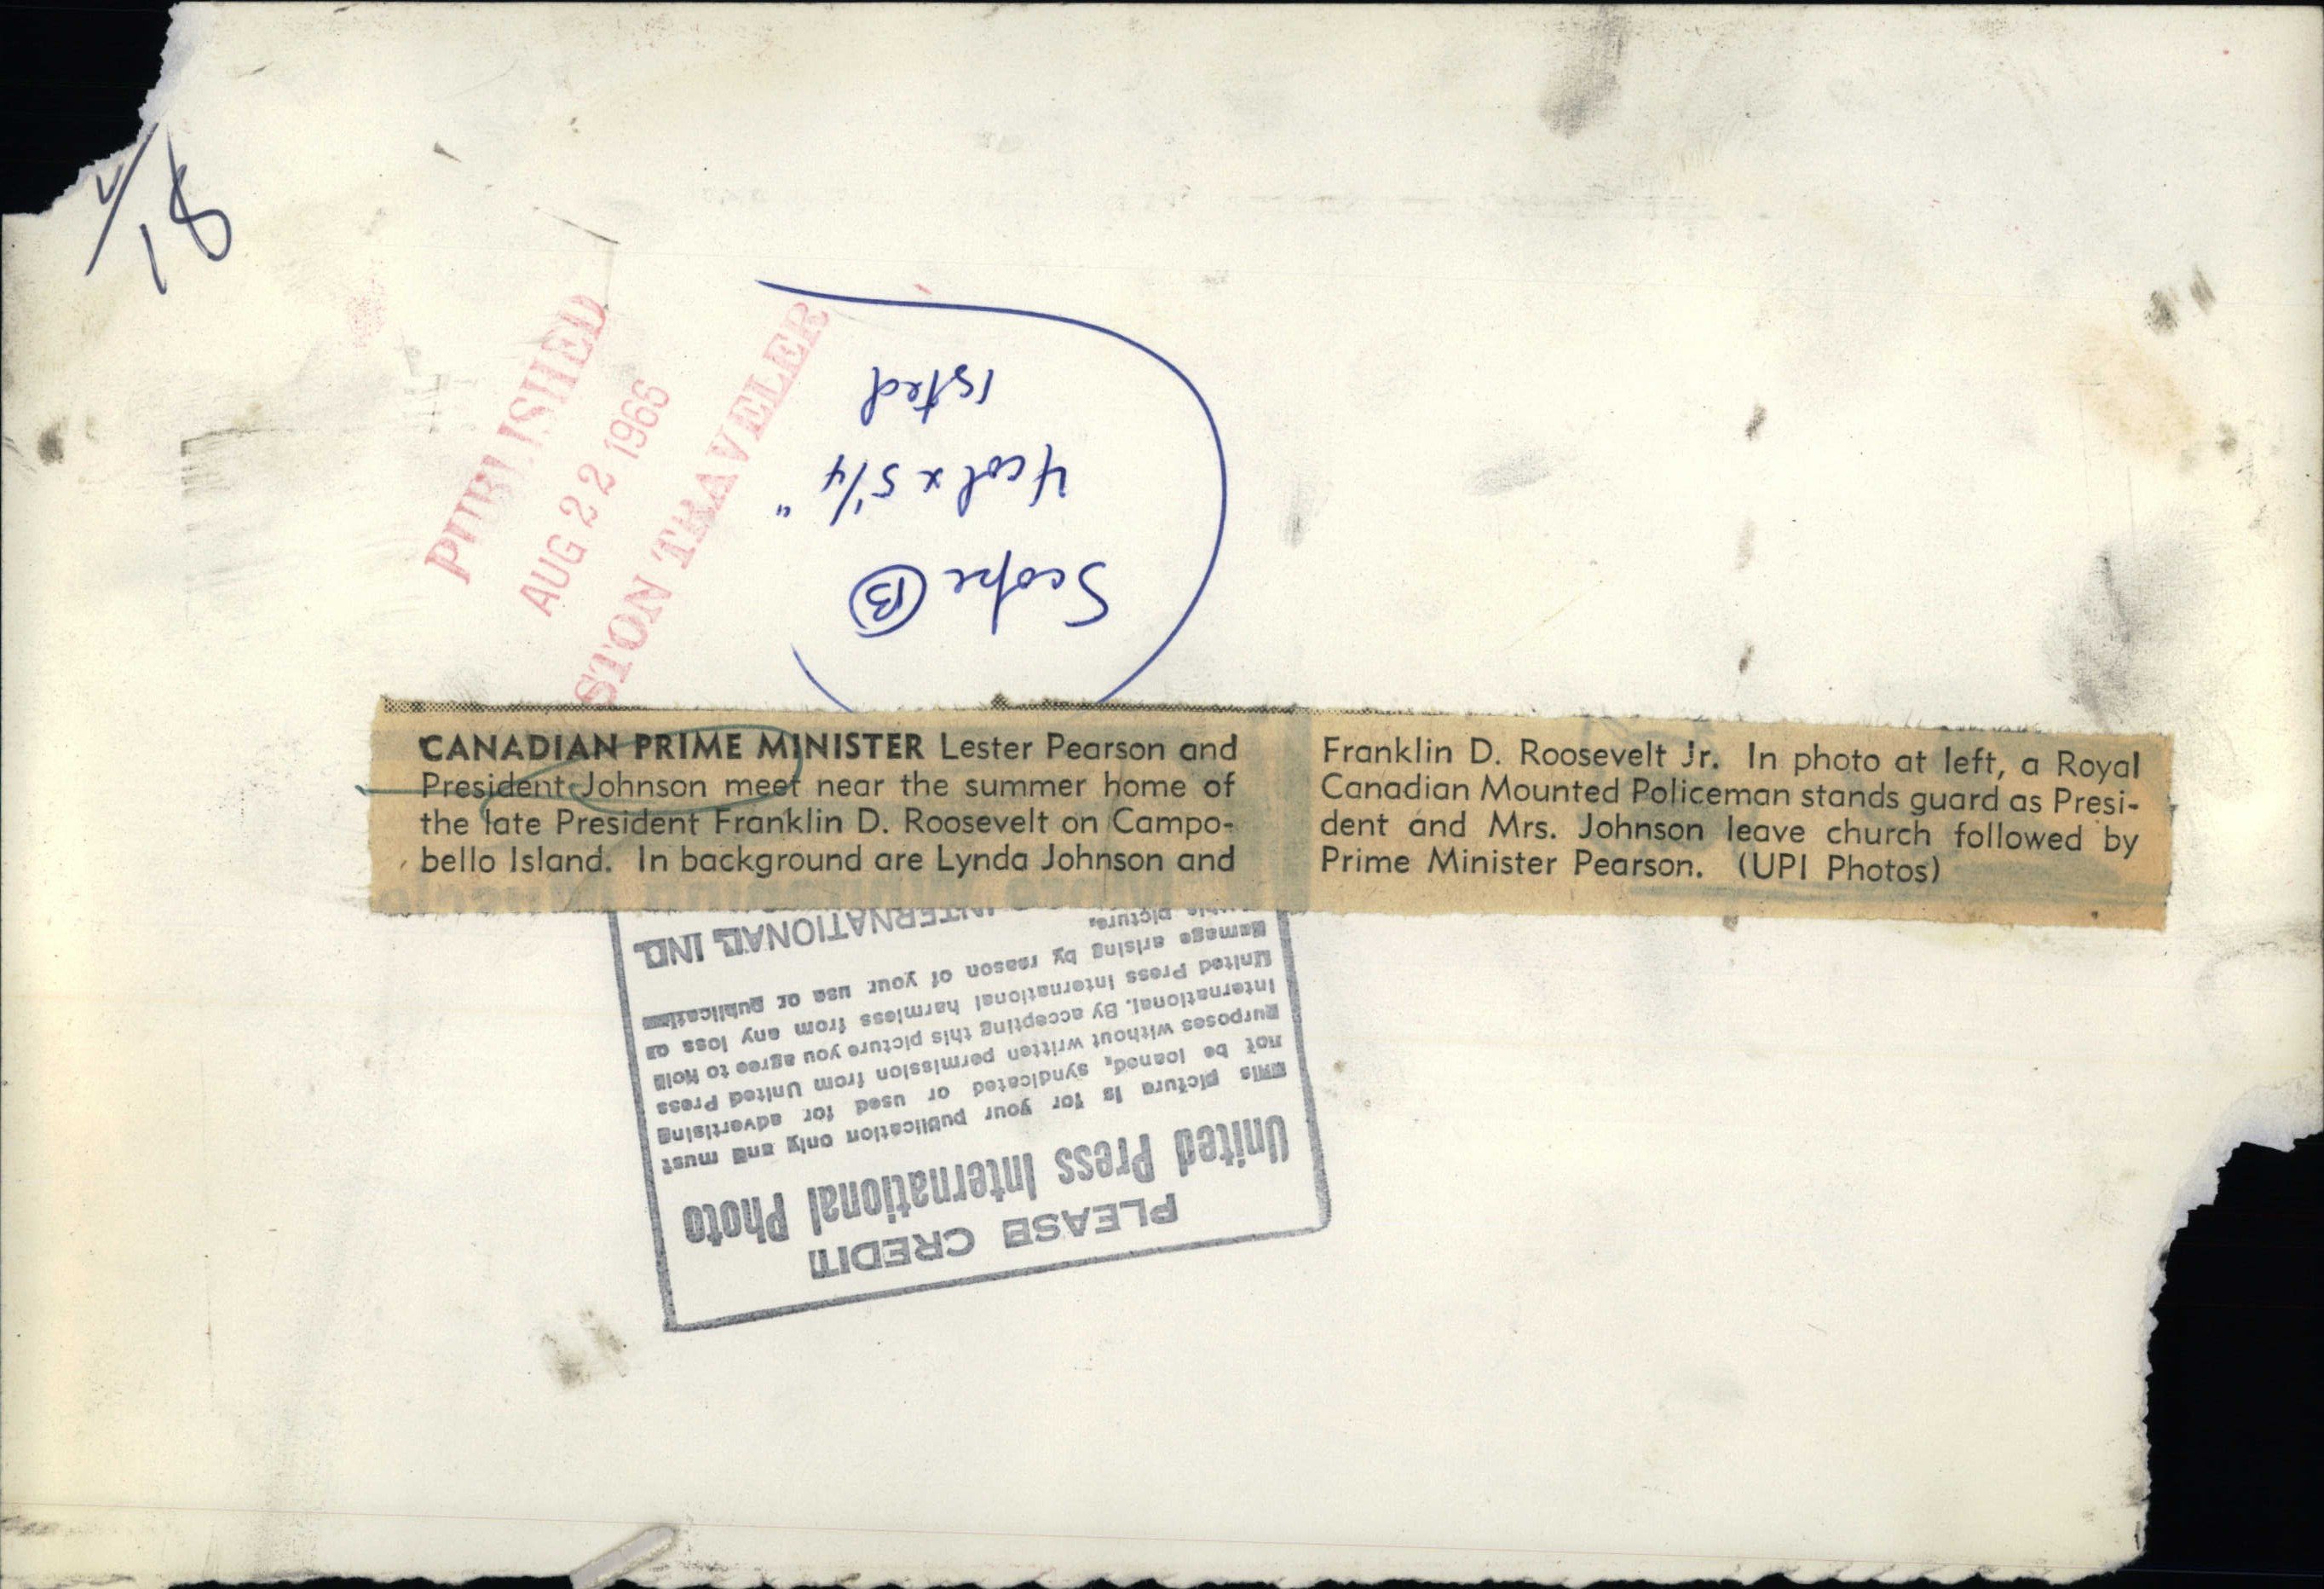 18
PUBLISHED
AUG 22 1966
STON TRAVELER
Scope B
4 col x 5 1/4 "
1sted
CANADIAN PRIME MINISTER Lester Pearson and
President Johnson meet near the summer home of
the late President Franklin D. Roosevelt on Campo-
bello Island. In background are Lynda Johnson and
Franklin D. Roosevelt Jr. In photo at left, a Royal
Canadian Mounted Policeman stands guard as Presi-
dent and Mrs. Johnson leave church followed by
Prime Minister Pearson. (UPI Photos)
PLEASE CREDIT
United Press International Photo
This picture is for your publication only and must
not be loaned, syndicated or used for advertising
purposes without written permission from United Press
International. By accepting this picture you agree to hold
United Press International harmless from any loss or
damage arising by reason of your use or publication
picture.
INTERNATIONAL, INC.